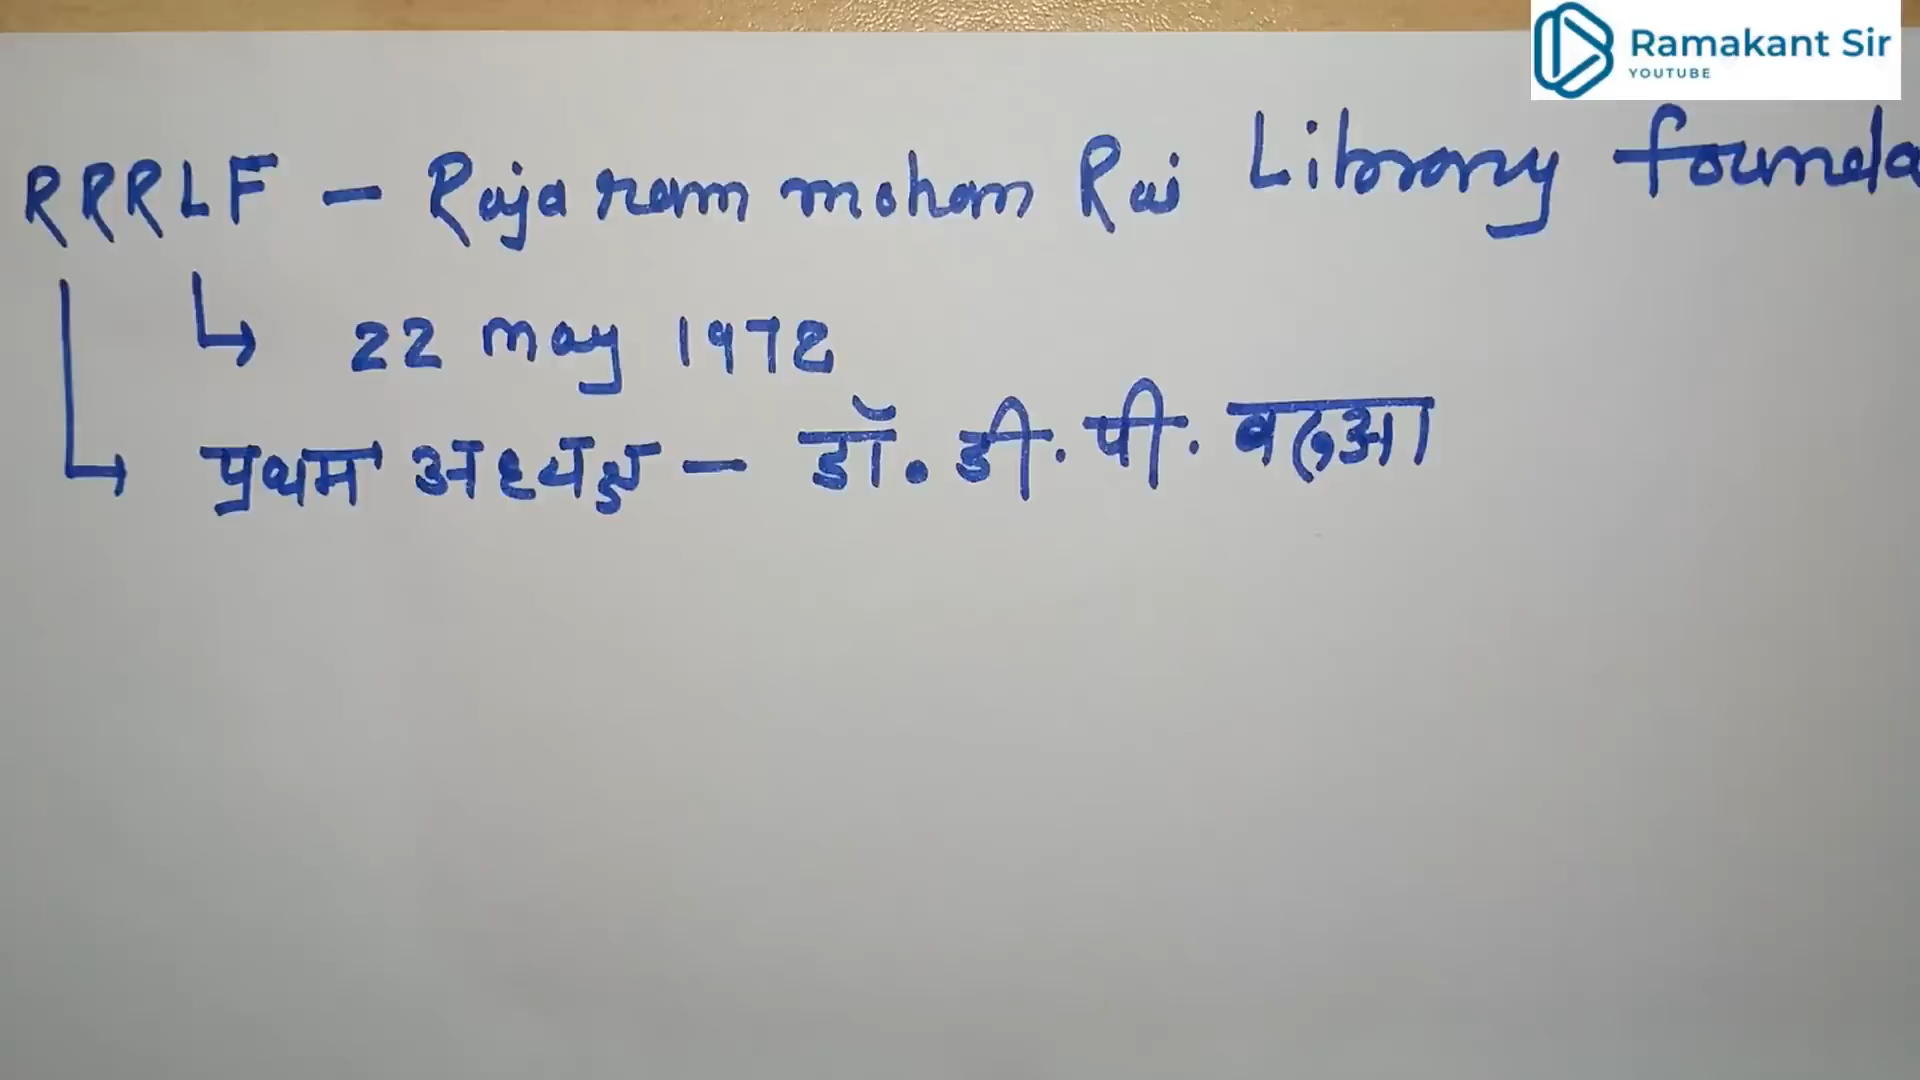 Ramakant Sir
YOUTUBE
RRRLF - Raja ram mohan Rai Library founda
22 may 1972
प्रथम अध्यक्ष - डॉ. डी. पी. बरुआ